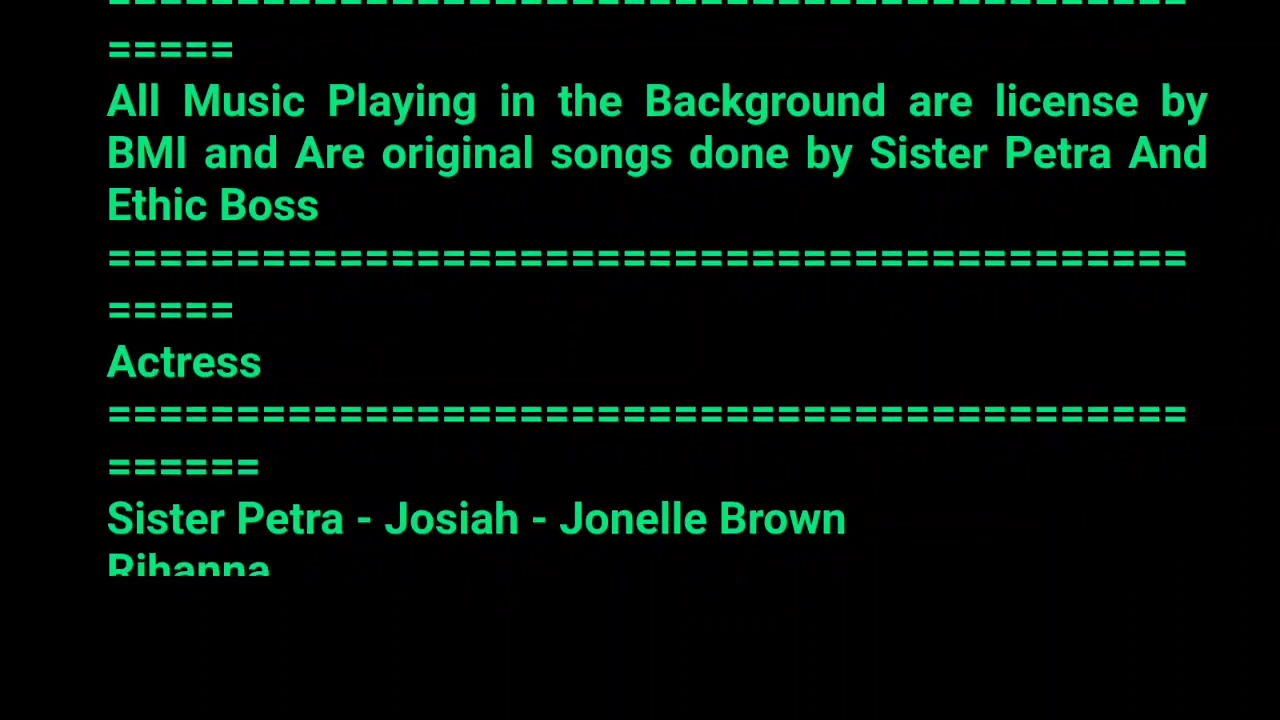 ==========================================
=====
All Music Playing in the Background are license by
BMI and Are original songs done by Sister Petra And
Ethic Boss
==========================================
=====
Actress
==========================================
======
Sister Petra - Josiah - Jonelle Brown
Rihanna